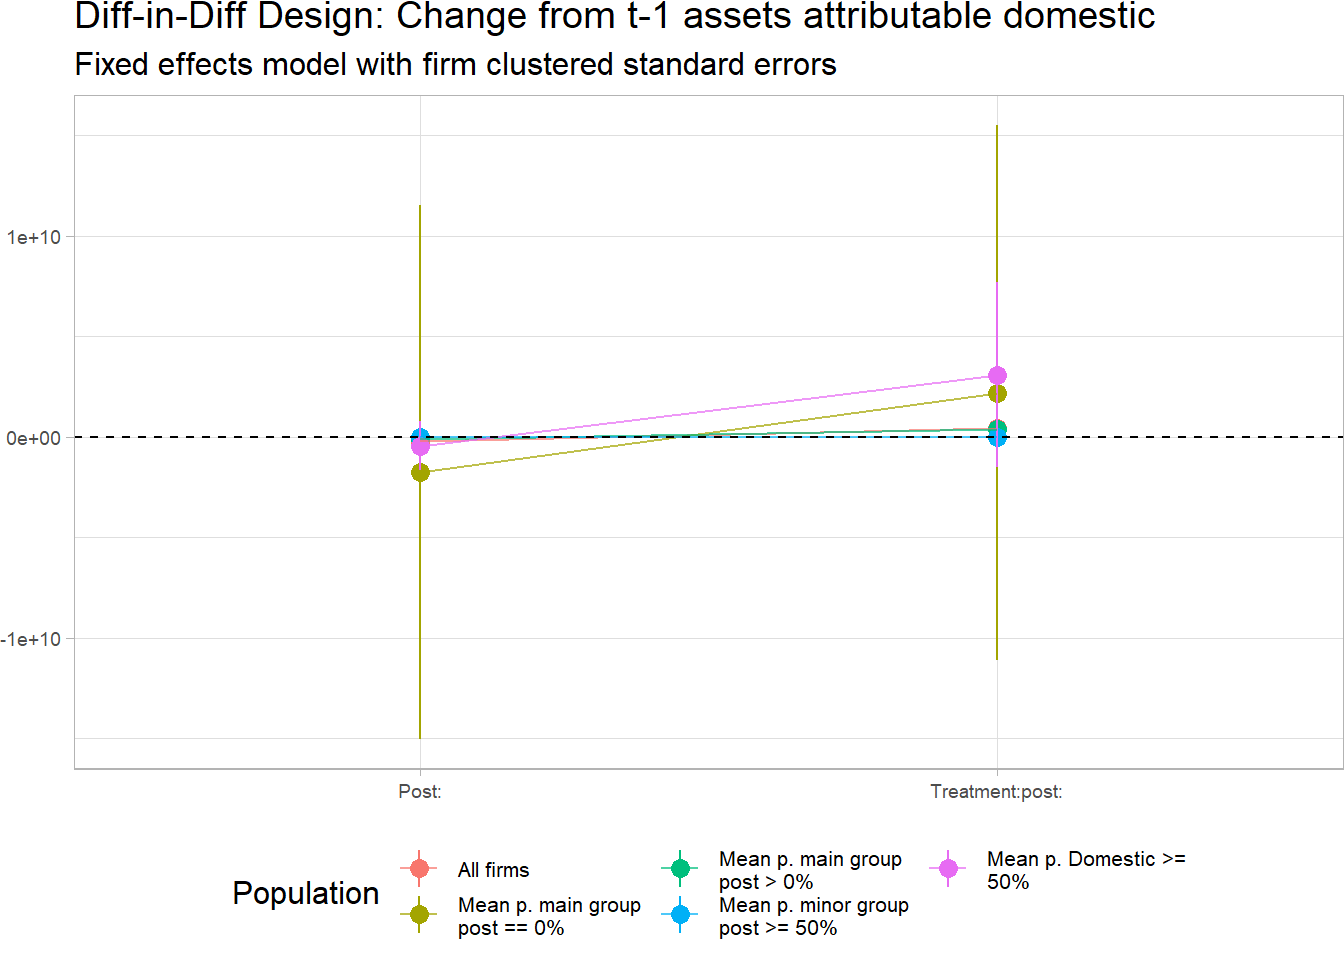 Diff-in-Diff Design: Change from t-1 assets attributable domestic
Fixed effects model with firm clustered standard errors
1e+10
0e+00
-1e+10
Post:
Treatment:post:
Population
All firms
Mean p. main group
post == 0%
Mean p. main group
post > 0%
Mean p. minor group
post >= 50%
Mean p. Domestic >=
50%